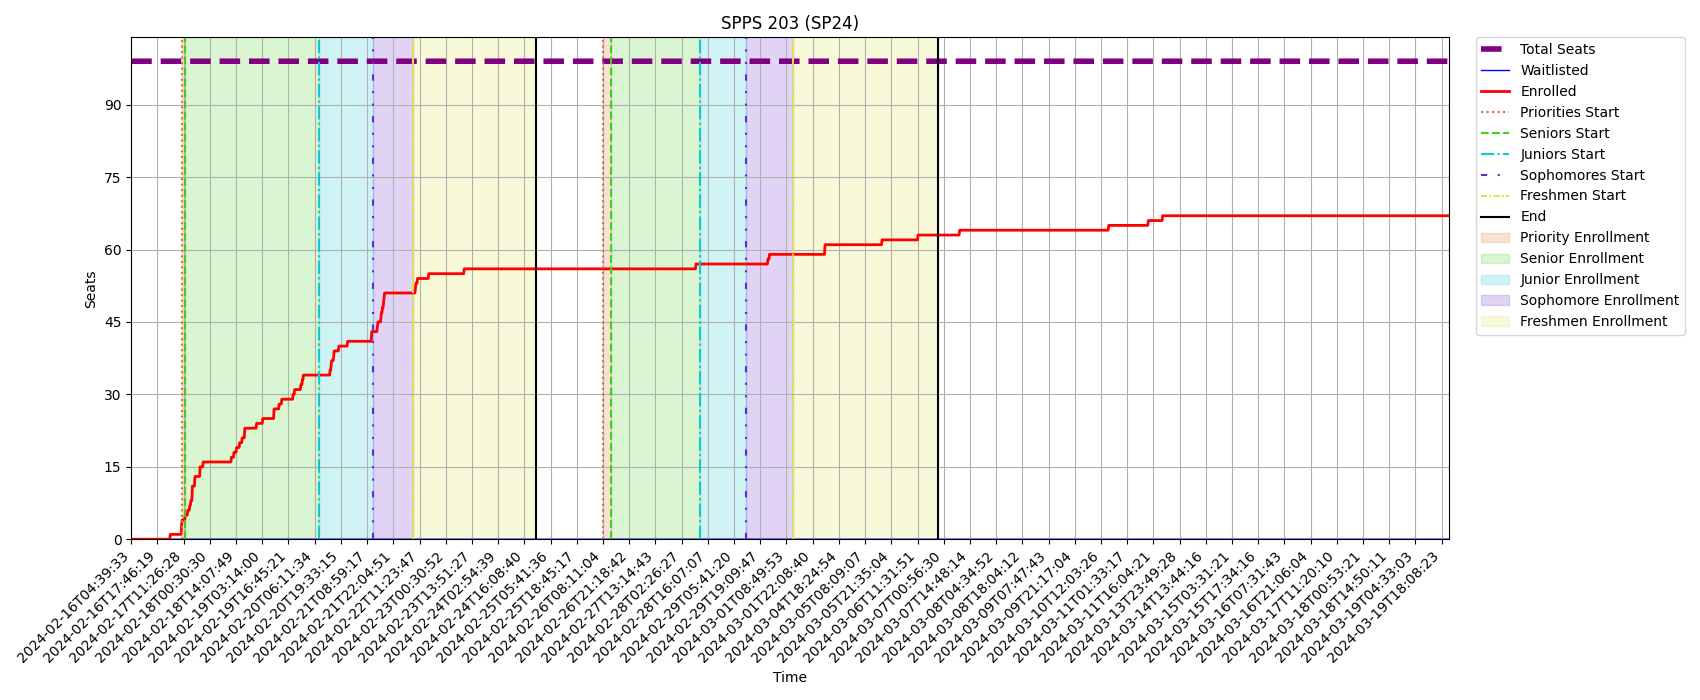 SPPS 203 (SP24)
Seats
90
75
60
45
30
15
0
2024-02-16T04:39:33
2024-02-16T17:46:19
2024-02-17T11:26:28
2024-02-18T00:30:30
2024-02-18T14:07:49
2024-02-19T03:14:00
2024-02-19T16:45:21
2024-02-20T06:11:34
2024-02-20T19:33:15
2024-02-21T08:59:17
2024-02-21T22:04:51
2024-02-22T11:23:47
2024-02-23T00:30:52
2024-02-23T13:51:27
2024-02-24T02:54:39
2024-02-24T16:08:40
2024-02-25T05:41:36
2024-02-25T18:45:17
2024-02-26T08:11:04
2024-02-26T21:18:42
2024-02-27T13:14:43
2024-02-28T02:26:27
2024-02-28T16:07:07
2024-02-29T05:41:20
2024-02-29T19:09:47
2024-03-01T08:49:53
2024-03-01T22:08:40
2024-03-04T18:24:54
2024-03-05T08:09:07
2024-03-05T21:35:04
2024-03-06T11:31:51
2024-03-07T00:56:30
2024-03-07T14:48:14
2024-03-08T04:34:52
2024-03-08T18:04:12
2024-03-09T07:47:43
2024-03-09T21:17:04
2024-03-10T12:03:26
2024-03-11T01:33:17
2024-03-11T16:04:21
2024-03-13T23:49:28
2024-03-14T13:44:16
2024-03-15T03:31:21
2024-03-15T17:34:16
2024-03-16T07:31:43
2024-03-16T21:06:04
2024-03-17T11:20:10
2024-03-18T00:53:21
2024-03-18T14:50:11
2024-03-19T04:33:03
2024-03-19T18:08:23
Time
Total Seats
Waitlisted
Enrolled
Priorities Start
Seniors Start
Juniors Start
Sophomores Start
Freshmen Start
End
Priority Enrollment
Senior Enrollment
Junior Enrollment
Sophomore Enrollment
Freshmen Enrollment